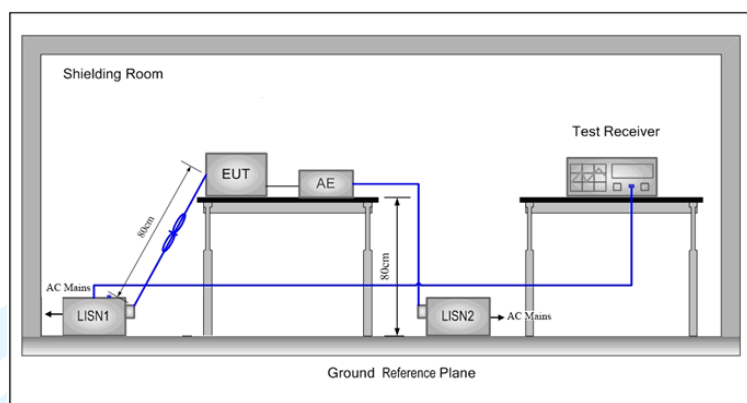 Shielding Room
Test Receiver
EUT
AE
80cm
80cm
AC Mains
LISN1
LISN2
AC Mains
Ground Reference Plane